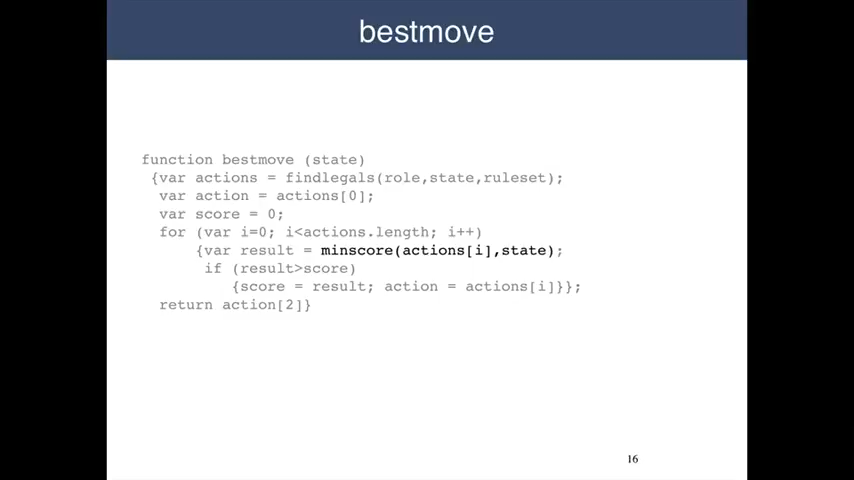 bestmove
function bestmove (state)
{var actions = findlegals(role,state,ruleset);
var action = actions[0];
var score = 0;
for (var i=0; i<actions.length; i++)
{var result = minscore(actions[i],state);
if (result>score)
{score = result; action = actions[i]}};
return action[2]}
16